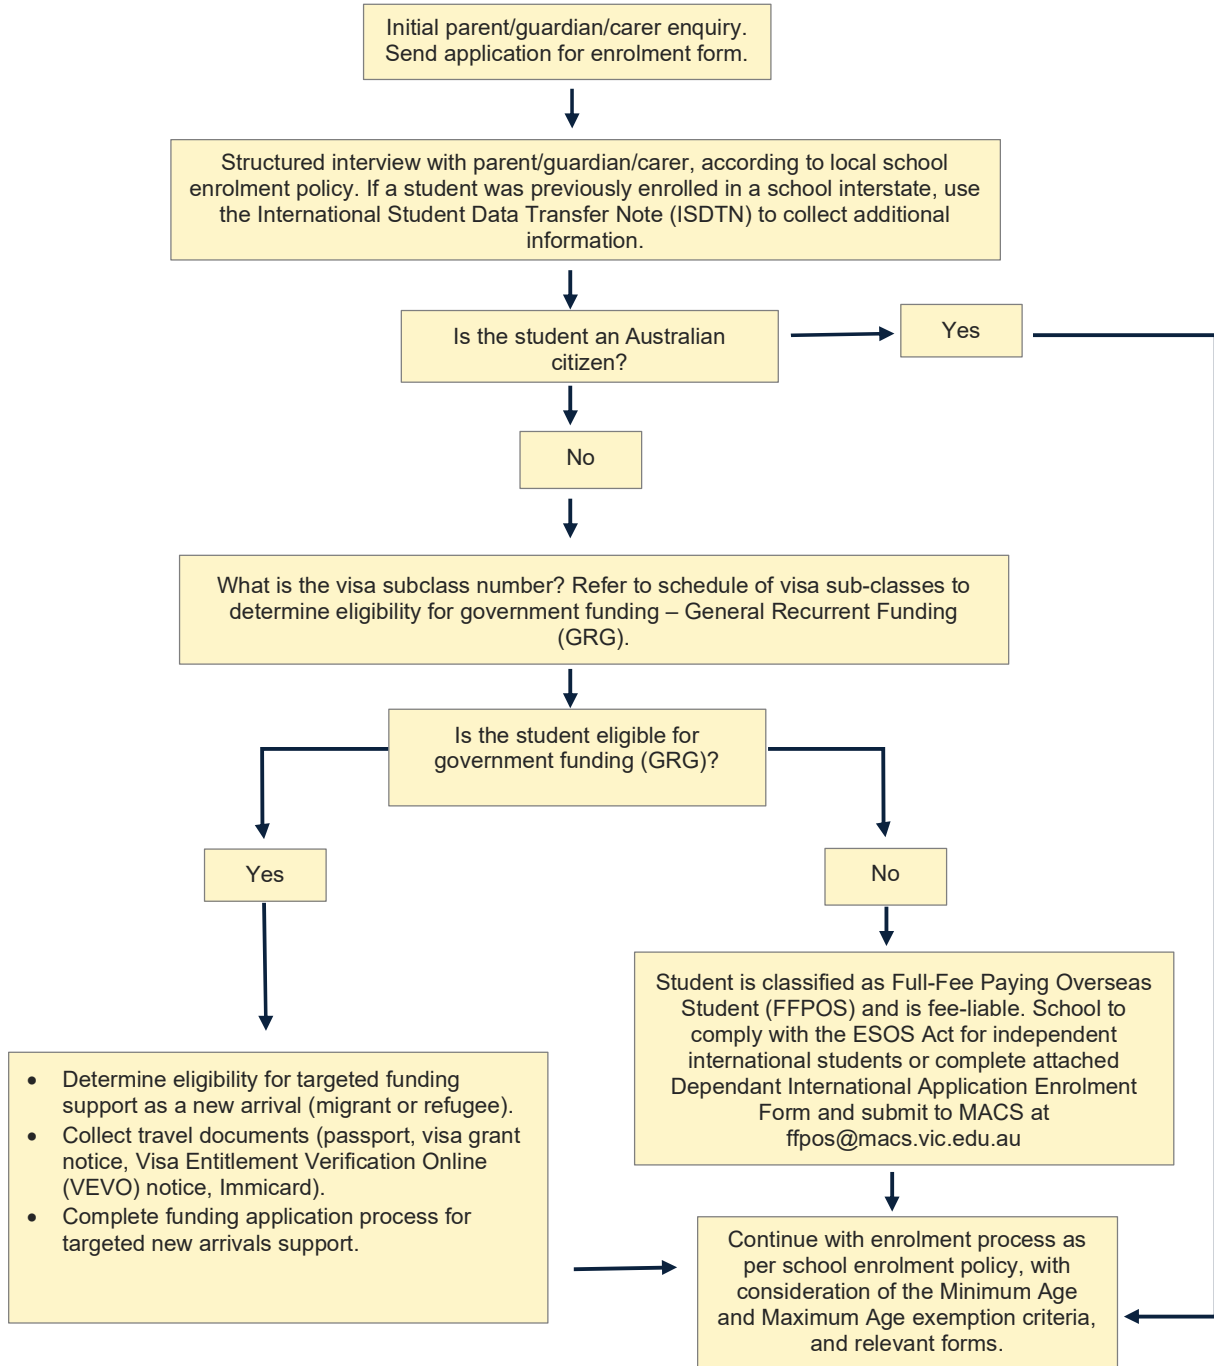 Initial parent/guardian/carer enquiry.
Send application for enrolment form.
Structured interview with parent/guardian/carer, according to local school
enrolment policy. If a student was previously enrolled in a school interstate, use
the International Student Data Transfer Note (ISDTN) to collect additional
information.
Is the student an Australian
citizen?
Yes
No
What is the visa subclass number? Refer to schedule of visa sub-classes to
determine eligibility for government funding – General Recurrent Funding
(GRG).
Is the student eligible for
government funding (GRG)?
Yes
No
Student is classified as Full-Fee Paying Overseas
Student (FFPOS) and is fee-liable. School to
comply with the ESOS Act for independent
international students or complete attached
Dependant International Application Enrolment
Form and submit to MACS at
ffpos@macs.vic.edu.au
• Determine eligibility for targeted funding
support as a new arrival (migrant or refugee).
• Collect travel documents (passport, visa grant
notice, Visa Entitlement Verification Online
(VEVO) notice, Immicard).
• Complete funding application process for
targeted new arrivals support.
Continue with enrolment process as
per school enrolment policy, with
consideration of the Minimum Age
and Maximum Age exemption criteria,
and relevant forms.